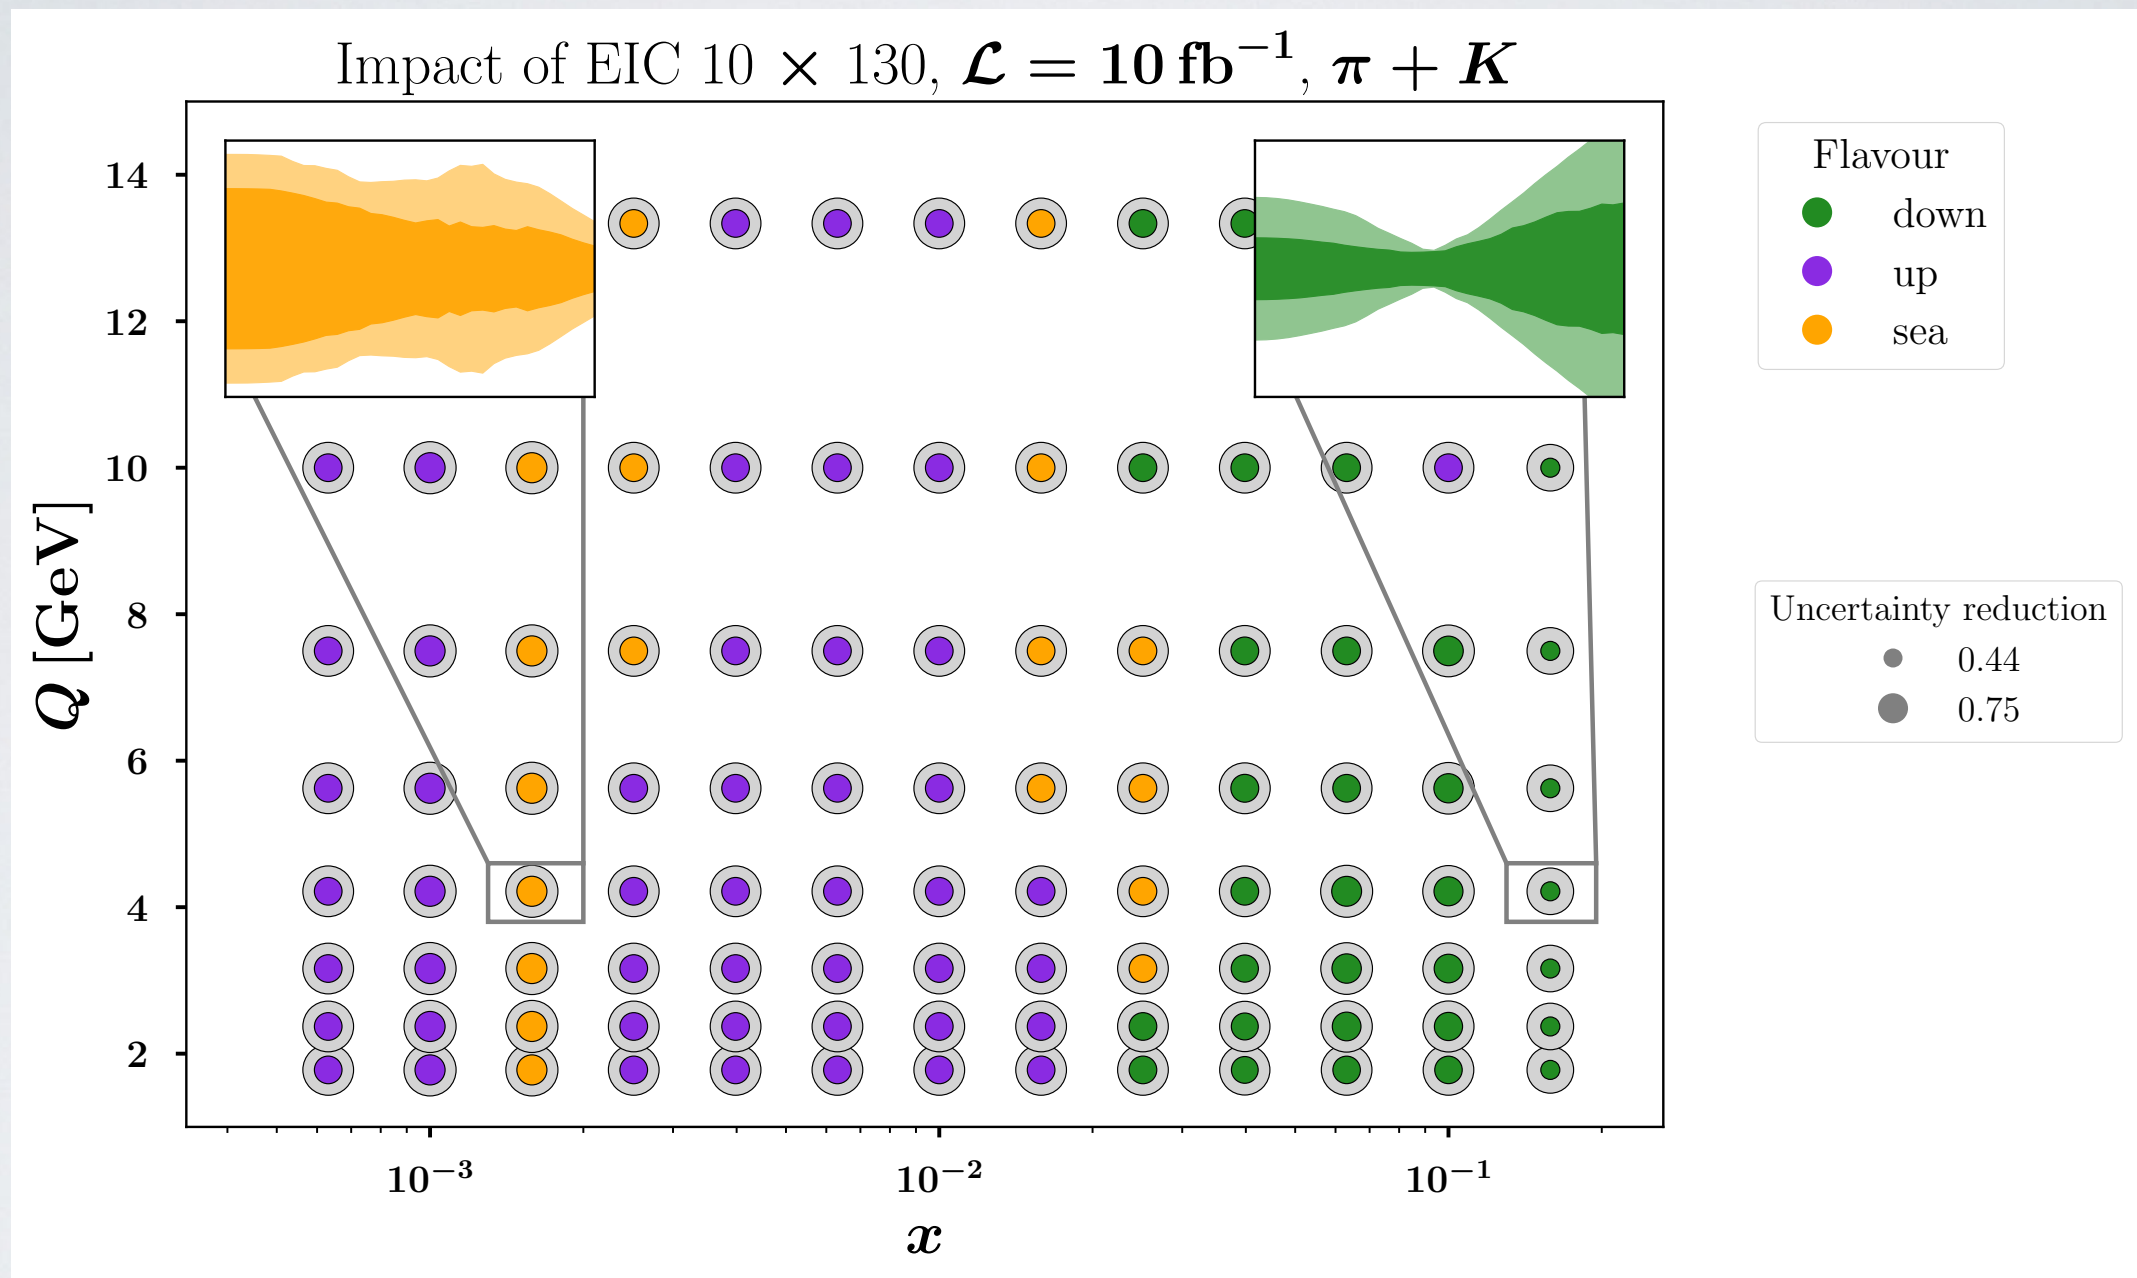 Impact of EIC 10 × 130, 𝓛 = 10 fb⁻¹, π + K
Q [GeV]
14
12
10
8
6
4
2
10⁻³
10⁻²
10⁻¹
x
Flavour
down
up
sea
Uncertainty reduction
0.44
0.75